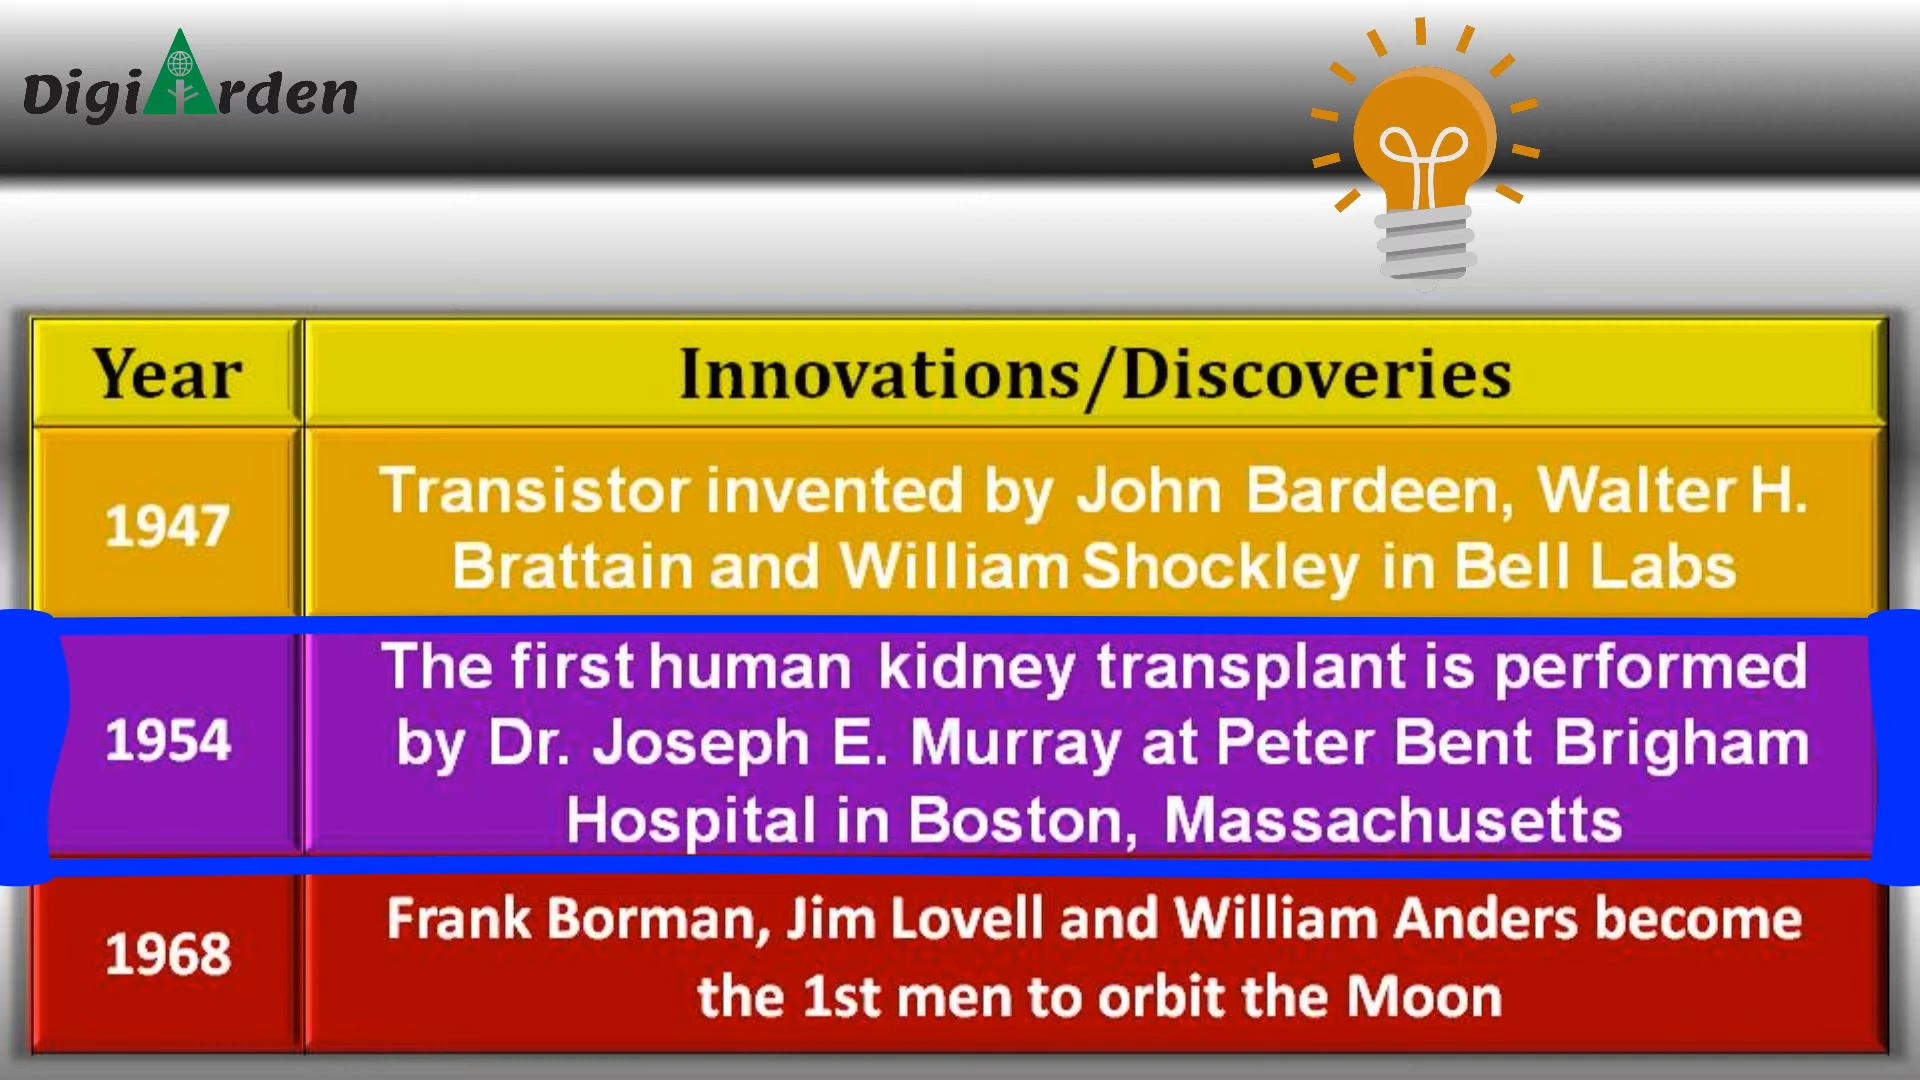 DigiArden
Year
Innovations/Discoveries
1947
Transistor invented by John Bardeen, Walter H.
Brattain and William Shockley in Bell Labs
1954
The first human kidney transplant is performed
by Dr. Joseph E. Murray at Peter Bent Brigham
Hospital in Boston, Massachusetts
1968
Frank Borman, Jim Lovell and William Anders become
the 1st men to orbit the Moon